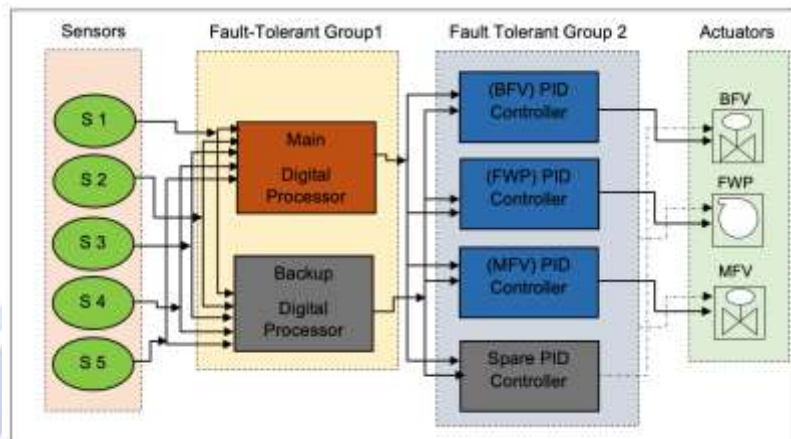 Sensors
Fault-Tolerant Group1
Fault Tolerant Group 2
Actuators
S 1
S 2
S 3
S 4
S 5
Main
Digital
Processor
Backup
Digital
Processor
(BFV) PID
Controller
(FWP) PID
Controller
(MFV) PID
Controller
Spare PID
Controller
BFV
FWP
MFV